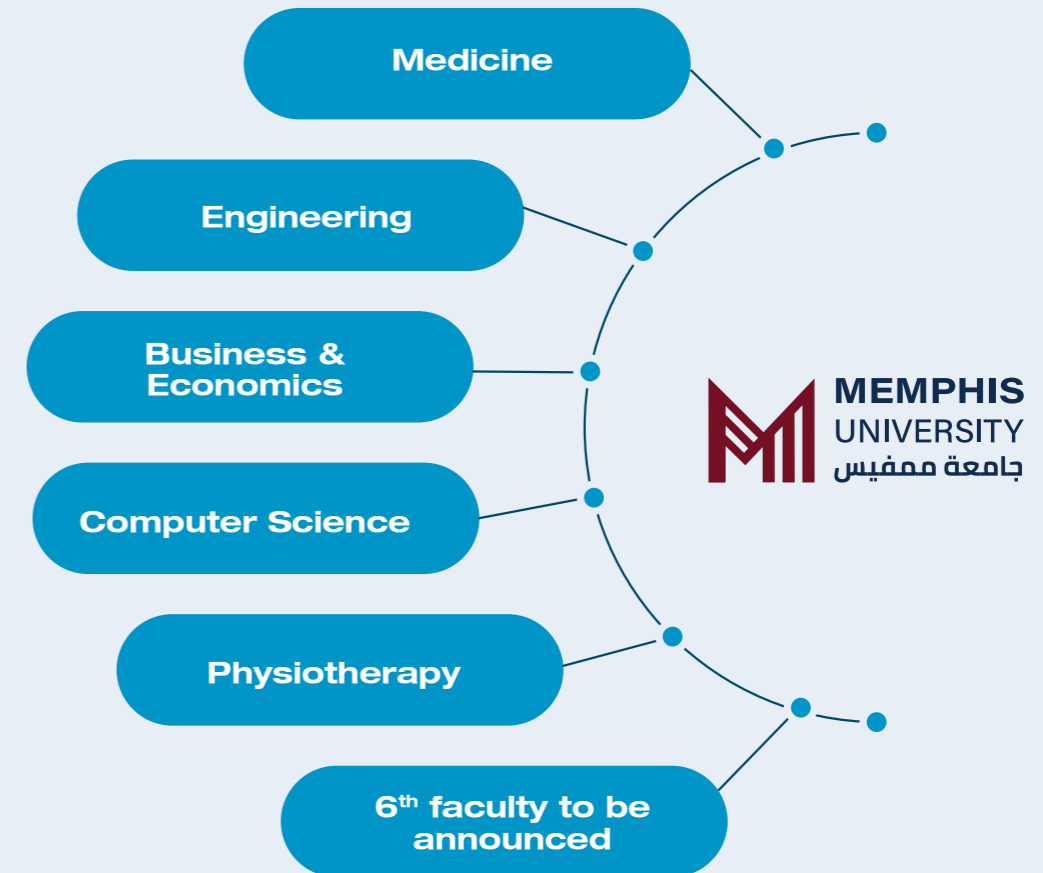 Medicine
Engineering
Business &
Economics
Computer Science
Physiotherapy
6th faculty to be
announced
MEMPHIS
UNIVERSITY
جامعة ممفيس